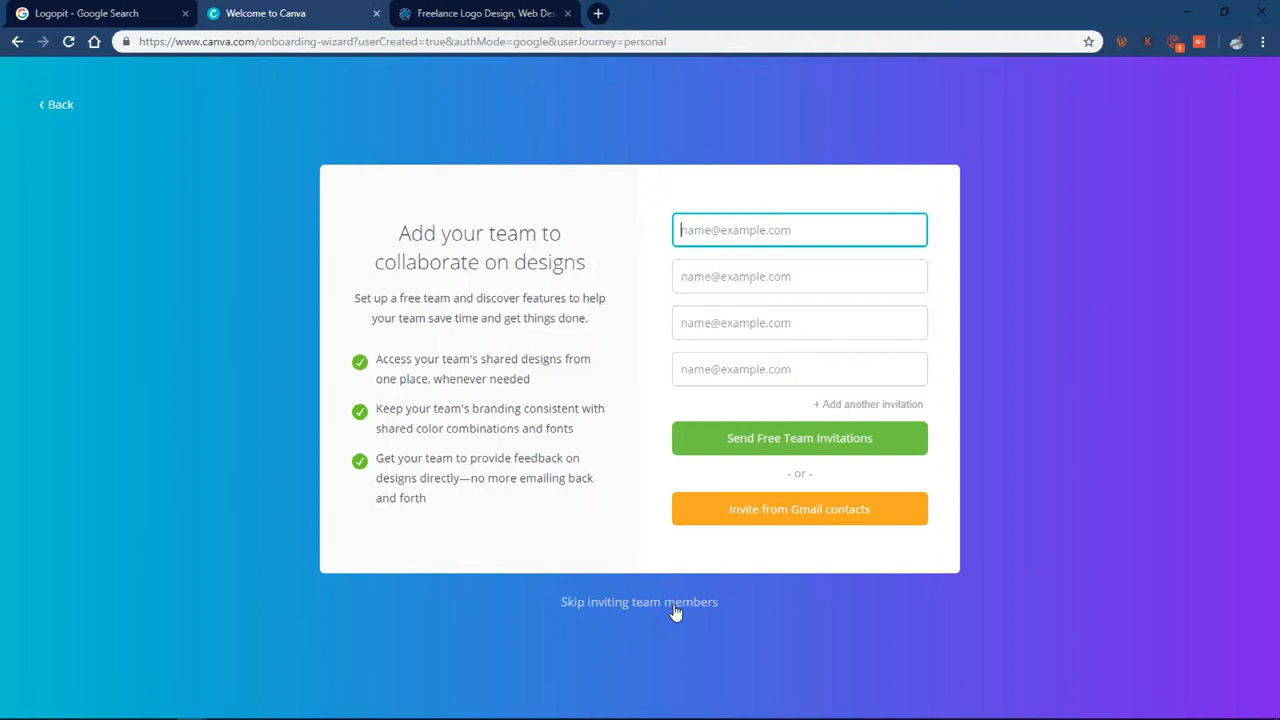 Logopit - Google Search
Welcome to Canva
Freelance Logo Design, Web Des
https://www.canva.com/onboarding-wizard?userCreated=true&authMode=google&userJourney=personal
1
‹ Back
Add your team to
collaborate on designs
Set up a free team and discover features to help
your team save time and get things done.
Access your team's shared designs from
one place, whenever needed
Keep your team's branding consistent with
shared color combinations and fonts
Get your team to provide feedback on
designs directly—no more emailing back
and forth
name@example.com
name@example.com
name@example.com
name@example.com
+ Add another invitation
Send Free Team Invitations
- or -
Invite from Gmail contacts
Skip inviting team members